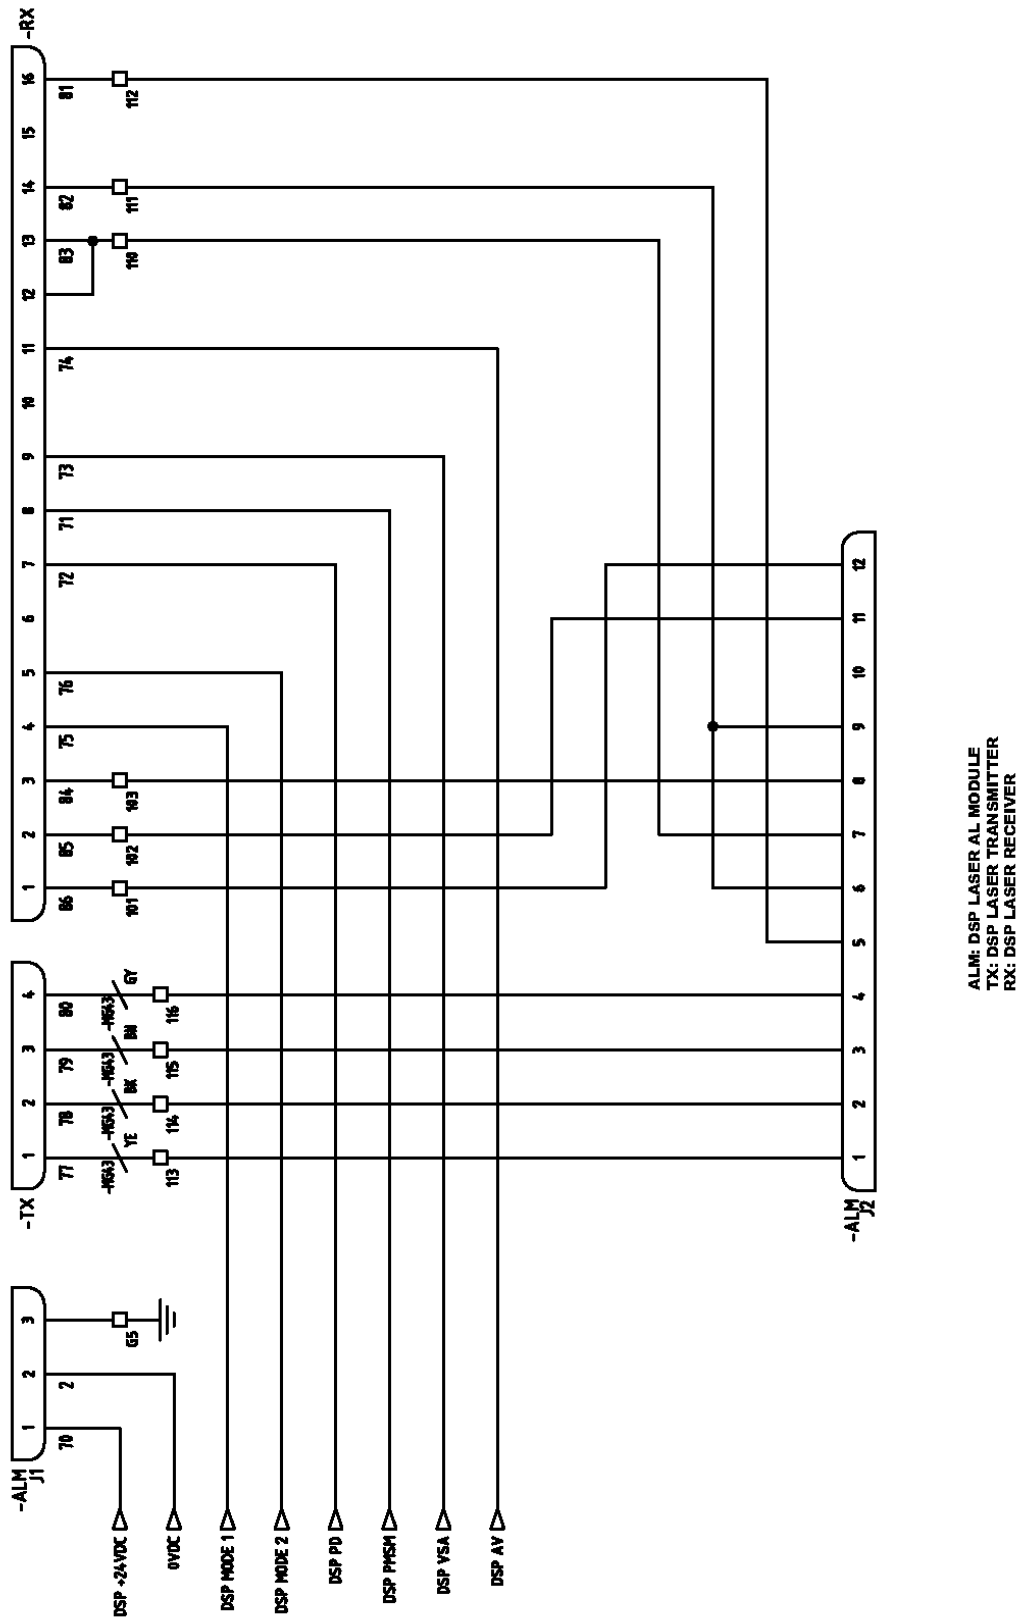 -ALM
J1
1 2 3
70 2
G5
-TX
1 2 3 4
77 78 79 80
-MG43 -MG43 -MG43 -MG43
YE BK BN GY
113 114 115 116
-RX
1 2 3 4 5 6 7 8 9 10 11 12 13 14 15 16
86 85 84 75 76 72 71 73 74 83 82 81
101 102 103 110 111 112
DSP +24VDC
0VDC
DSP MODE 1
DSP MODE 2
DSP PD
DSP PMSM
DSP VSA
DSP AV
-ALM
J2
1 2 3 4 5 6 7 8 9 10 11 12
ALM: DSP LASER AL MODULE
TX: DSP LASER TRANSMITTER
RX: DSP LASER RECEIVER